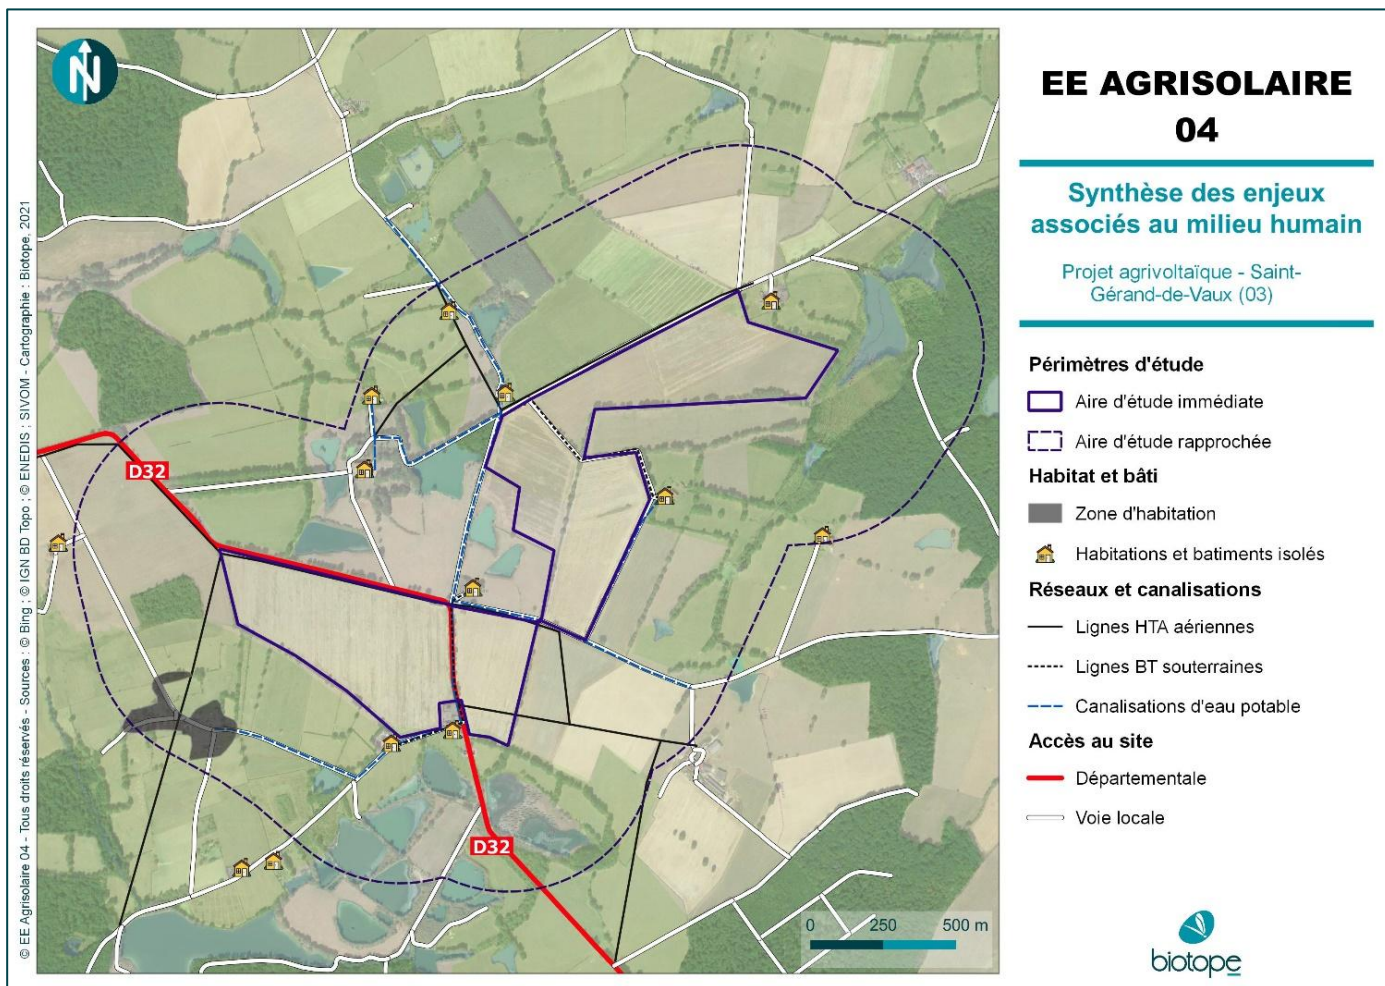 N
© EE Agrisolaire 04 - Tous droits réservés - Sources : © Bing ; © IGN BD Topo ; © ENEDIS ; SIVOM - Cartographie : Biotope, 2021
D32
D32
0 250 500 m
EE AGRISOLAIRE
04
Synthèse des enjeux
associés au milieu humain
Projet agrivoltaïque - Saint-
Gérand-de-Vaux (03)
Périmètres d'étude
Aire d'étude immédiate
Aire d'étude rapprochée
Habitat et bâti
Zone d'habitation
Habitations et batiments isolés
Réseaux et canalisations
Lignes HTA aériennes
Lignes BT souterraines
Canalisations d'eau potable
Accès au site
Départementale
Voie locale
biotope